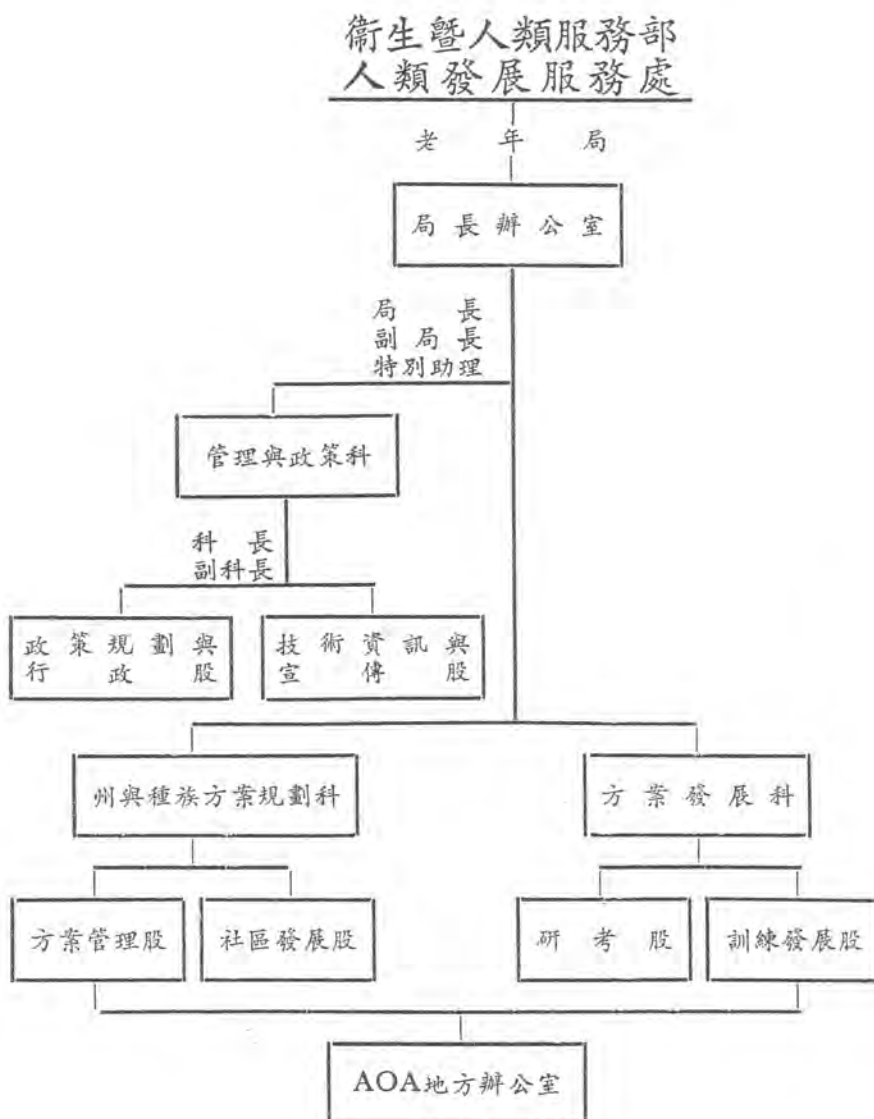 衞生暨人類服務部
人類發展服務處
老年局
局長辦公室
局長
副局長
特別助理
管理與政策科
科長
副科長
政策規劃與
行政股
技術資訊與
宣傳股
州與種族方案規劃科
方案發展科
方案管理股
社區發展股
研考股
訓練發展股
AOA地方辦公室